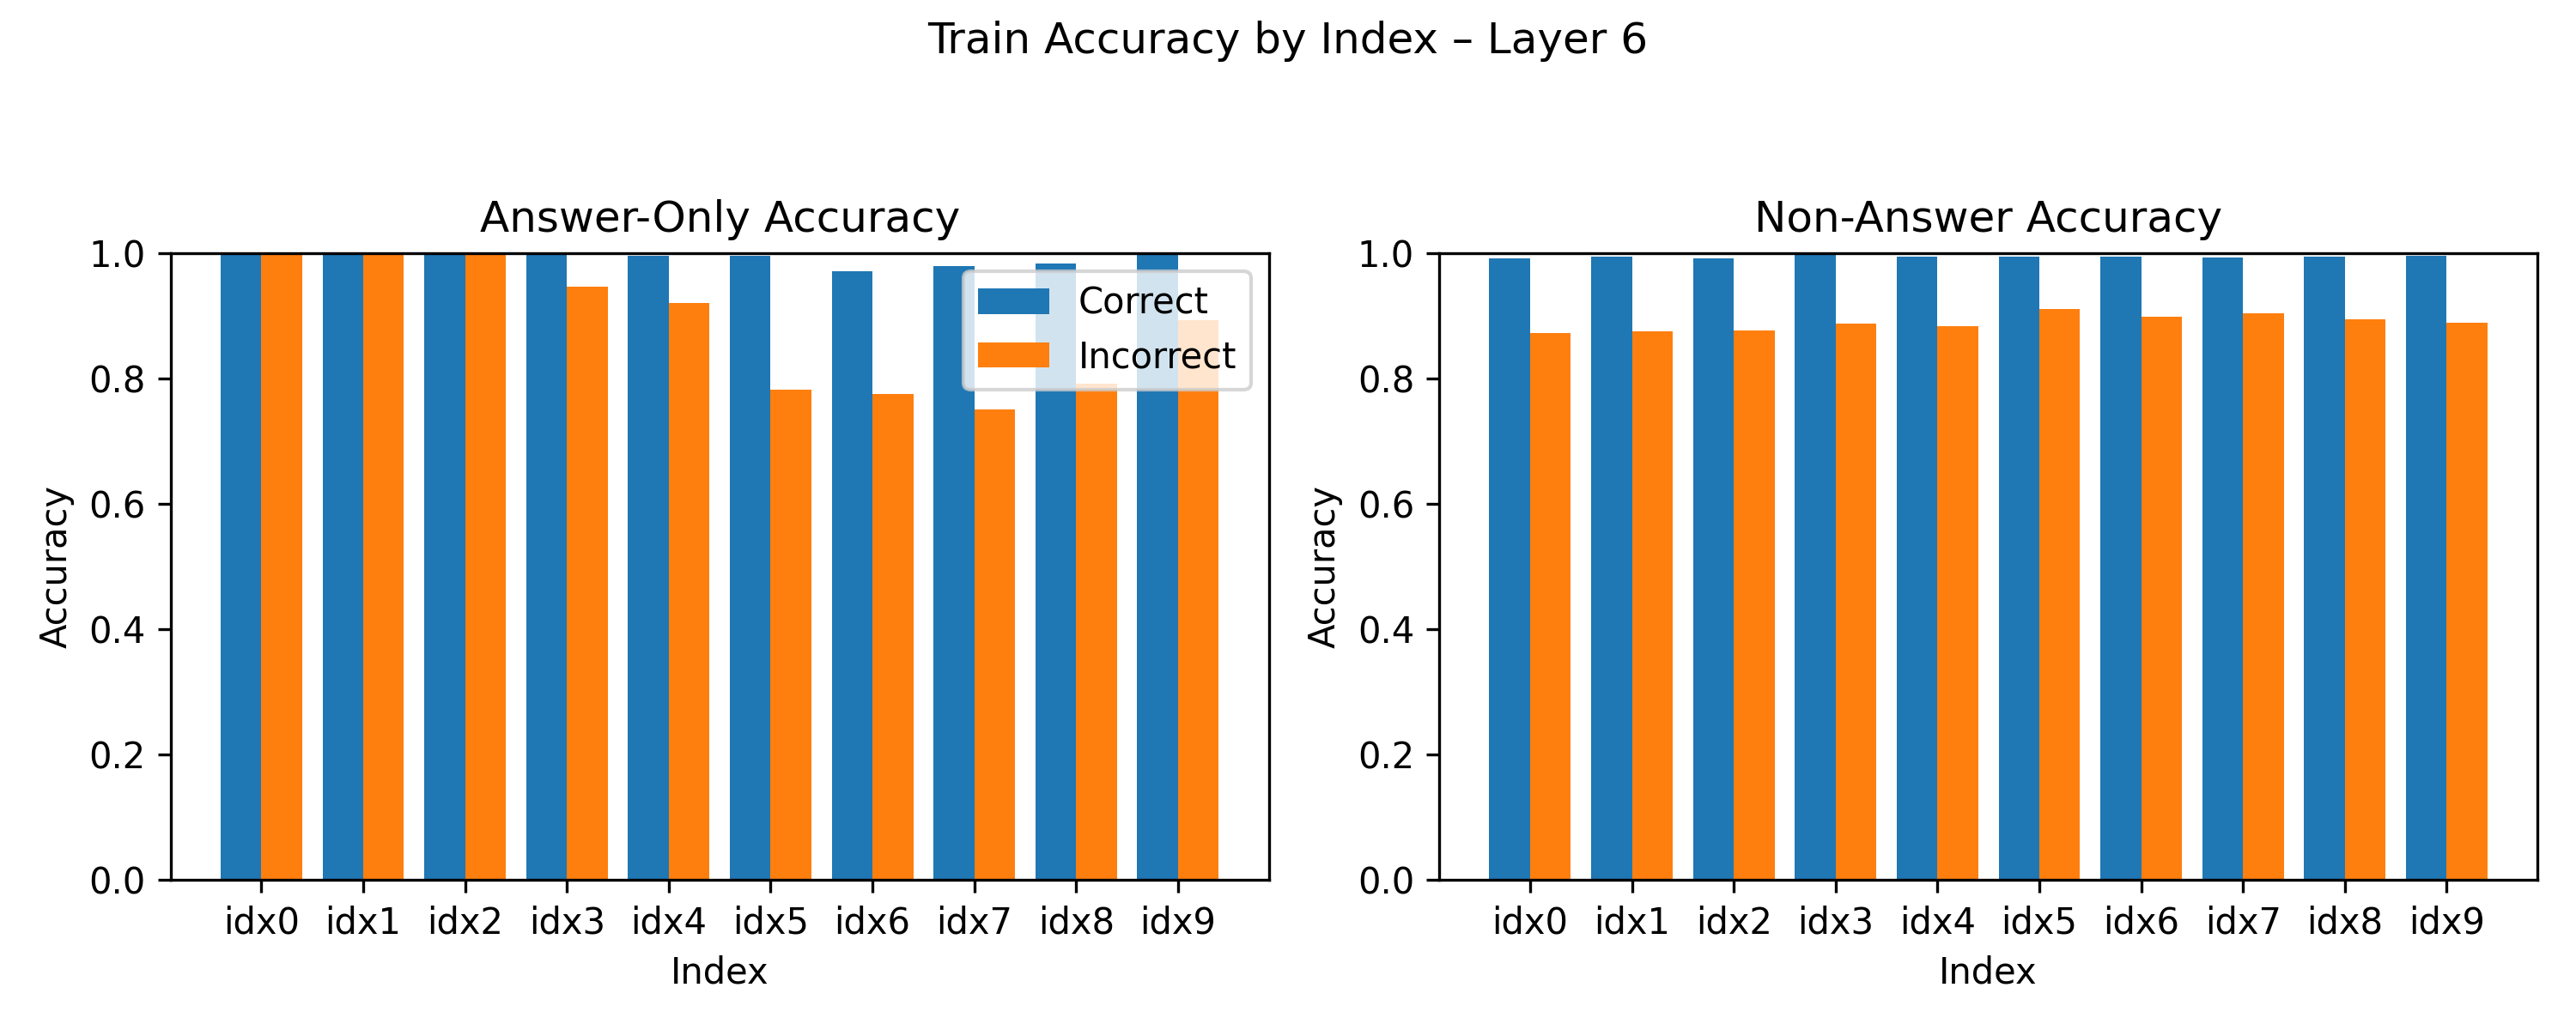 Train Accuracy by Index – Layer 6
Answer-Only Accuracy
1.0
0.8
0.6
0.4
0.2
0.0
Accuracy
Correct
Incorrect
idx0 idx1 idx2 idx3 idx4 idx5 idx6 idx7 idx8 idx9
Index
Non-Answer Accuracy
1.0
0.8
0.6
0.4
0.2
0.0
Accuracy
idx0 idx1 idx2 idx3 idx4 idx5 idx6 idx7 idx8 idx9
Index